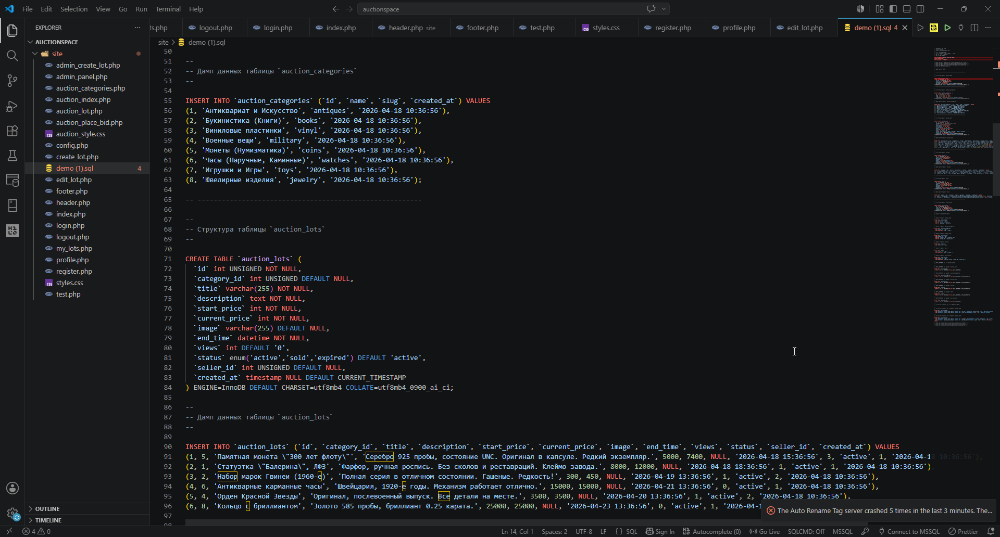 File Edit Selection View Go Run Terminal Help
auctionspace
EXPLORER
AUCTIONSPACE
site
admin_create_lot.php
admin_panel.php
auction_categories.php
auction_index.php
auction_lot.php
auction_place_bid.php
auction_style.css
config.php
create_lot.php
demo (1).sql 4
edit_lot.php
footer.php
header.php
index.php
login.php
logout.php
my_lots.php
profile.php
register.php
styles.css
test.php
OUTLINE
TIMELINE
ts.php logout.php login.php index.php header.php site footer.php test.php styles.css register.php profile.php edit_lot.php demo (1).sql 4
site > demo (1).sql
50
51 --
52 -- Дамп данных таблицы `auction_categories`
53 --
54
55 INSERT INTO `auction_categories` (`id`, `name`, `slug`, `created_at`) VALUES
56 (1, 'Антиквариат и Искусство', 'antiques', '2026-04-18 10:36:56'),
57 (2, 'Букинистика (Книги)', 'books', '2026-04-18 10:36:56'),
58 (3, 'Виниловые пластинки', 'vinyl', '2026-04-18 10:36:56'),
59 (4, 'Военные вещи', 'military', '2026-04-18 10:36:56'),
60 (5, 'Монеты (Нумизматика)', 'coins', '2026-04-18 10:36:56'),
61 (6, 'Часы (Наручные, Каминные)', 'watches', '2026-04-18 10:36:56'),
62 (7, 'Игрушки и Игры', 'toys', '2026-04-18 10:36:56'),
63 (8, 'Ювелирные изделия', 'jewelry', '2026-04-18 10:36:56');
64
65 -- --------------------------------------------------------
66
67 --
68 -- Структура таблицы `auction_lots`
69 --
70
71 CREATE TABLE `auction_lots` (
72 `id` int UNSIGNED NOT NULL,
73 `category_id` int UNSIGNED DEFAULT NULL,
74 `title` varchar(255) NOT NULL,
75 `description` text NOT NULL,
76 `start_price` int NOT NULL,
77 `current_price` int NOT NULL,
78 `image` varchar(255) DEFAULT NULL,
79 `end_time` datetime NOT NULL,
80 `views` int DEFAULT '0',
81 `status` enum('active','sold','expired') DEFAULT 'active',
82 `seller_id` int UNSIGNED DEFAULT NULL,
83 `created_at` timestamp NULL DEFAULT CURRENT_TIMESTAMP
84 ) ENGINE=InnoDB DEFAULT CHARSET=utf8mb4 COLLATE=utf8mb4_0900_ai_ci;
85
86 --
87 -- Дамп данных таблицы `auction_lots`
88 --
89
90 INSERT INTO `auction_lots` (`id`, `category_id`, `title`, `description`, `start_price`, `current_price`, `image`, `end_time`, `views`, `status`, `seller_id`, `created_at`) VALUES
91 (1, 5, 'Памятная монета \"300 лет флоту\"', 'Серебро 925 пробы, состояние UNC. Оригинал в капсуле. Редкий экземпляр.', 5000, 7400, NULL, '2026-04-18 15:36:56', 3, 'active', 1, '2026-04-18 10:36:56'),
92 (2, 1, 'Статуэтка \"Балерина\", ЛФЗ', 'Фарфор, ручная роспись. Без сколов и реставраций. Клеймо завода.', 8000, 12000, NULL, '2026-04-18 18:36:56', 1, 'active', 1, '2026-04-18 10:36:56')
93 (3, 2, 'Набор марок Гвинеи (1960-е)', 'Полная серия в отличном состоянии. Гашеные. Редкость!', 300, 450, NULL, '2026-04-19 13:36:56', 1, 'active', 2, '2026-04-18 10:36:56'),
94 (4, 6, 'Антикварные карманные часы', 'Швейцария, 1920-е годы. Механизм работает отлично.', 15000, 15000, NULL, '2026-04-21 13:36:56', 0, 'active', 1, '2026-04-18 10:36:56'),
95 (5, 4, 'Орден Красной Звезды', 'Оригинал, послевоенный выпуск. Все детали на месте.', 3500, 3500, NULL, '2026-04-20 13:36:56', 1, 'active', 2, '2026-04-18 10:36:56'),
96 (6, 8, 'Кольцо с бриллиантом', 'Золото 585 пробы, бриллиант 0.25 карата.', 25000, 25000, NULL, '2026-04-23 13:36:56', 0, 'active', 1, '2026-04-1
97
The Auto Rename Tag server crashed 5 times in the last 3 minutes. The...
4 0 Ln 14, Col 1 Spaces: 2 UTF-8 LF {} SQL Sign In Autocomplete (0) Go Live SQLCMD: Off MSSQL Connect to MSSQL Prettier